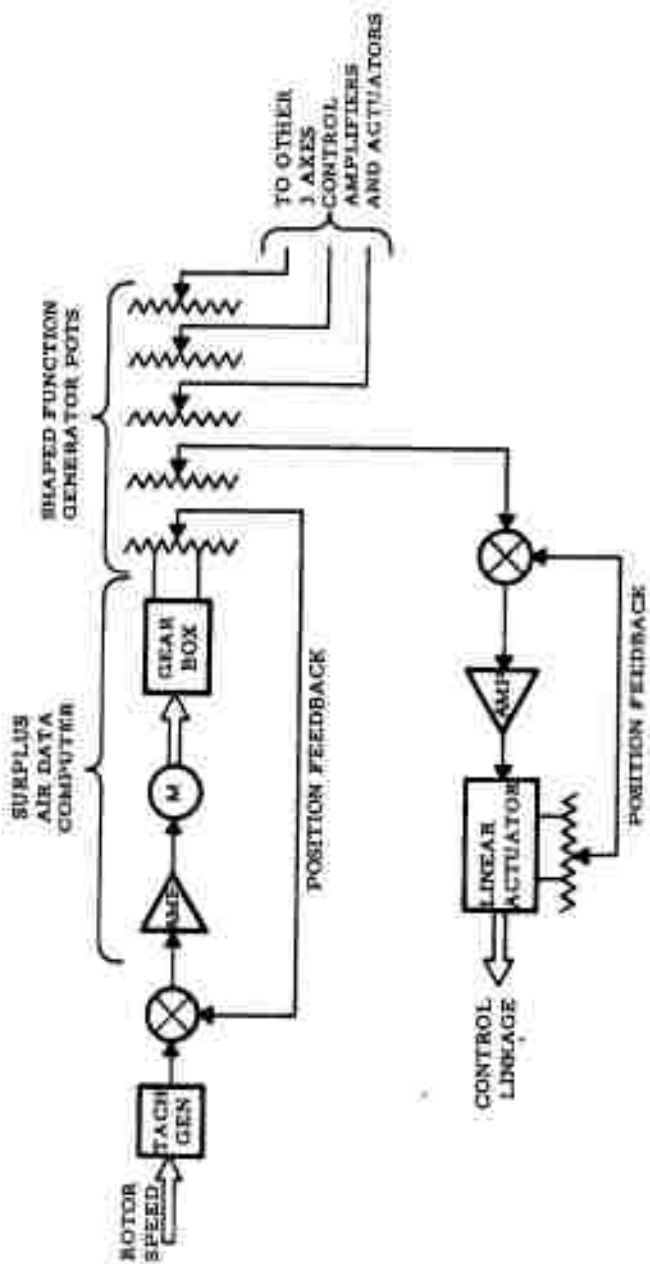 ROTOR
SPEED
TACH
GEN
SURPLUS
AIR DATA
COMPUTER
AMP
M
GEAR
BOX
POSITION FEEDBACK
SHAPED FUNCTION
GENERATOR POTS
TO OTHER
3 AXES
CONTROL
AMPLIFIERS
AND ACTUATORS
CONTROL
LINKAGE
LINEAR
ACTUATOR
AMP
POSITION FEEDBACK